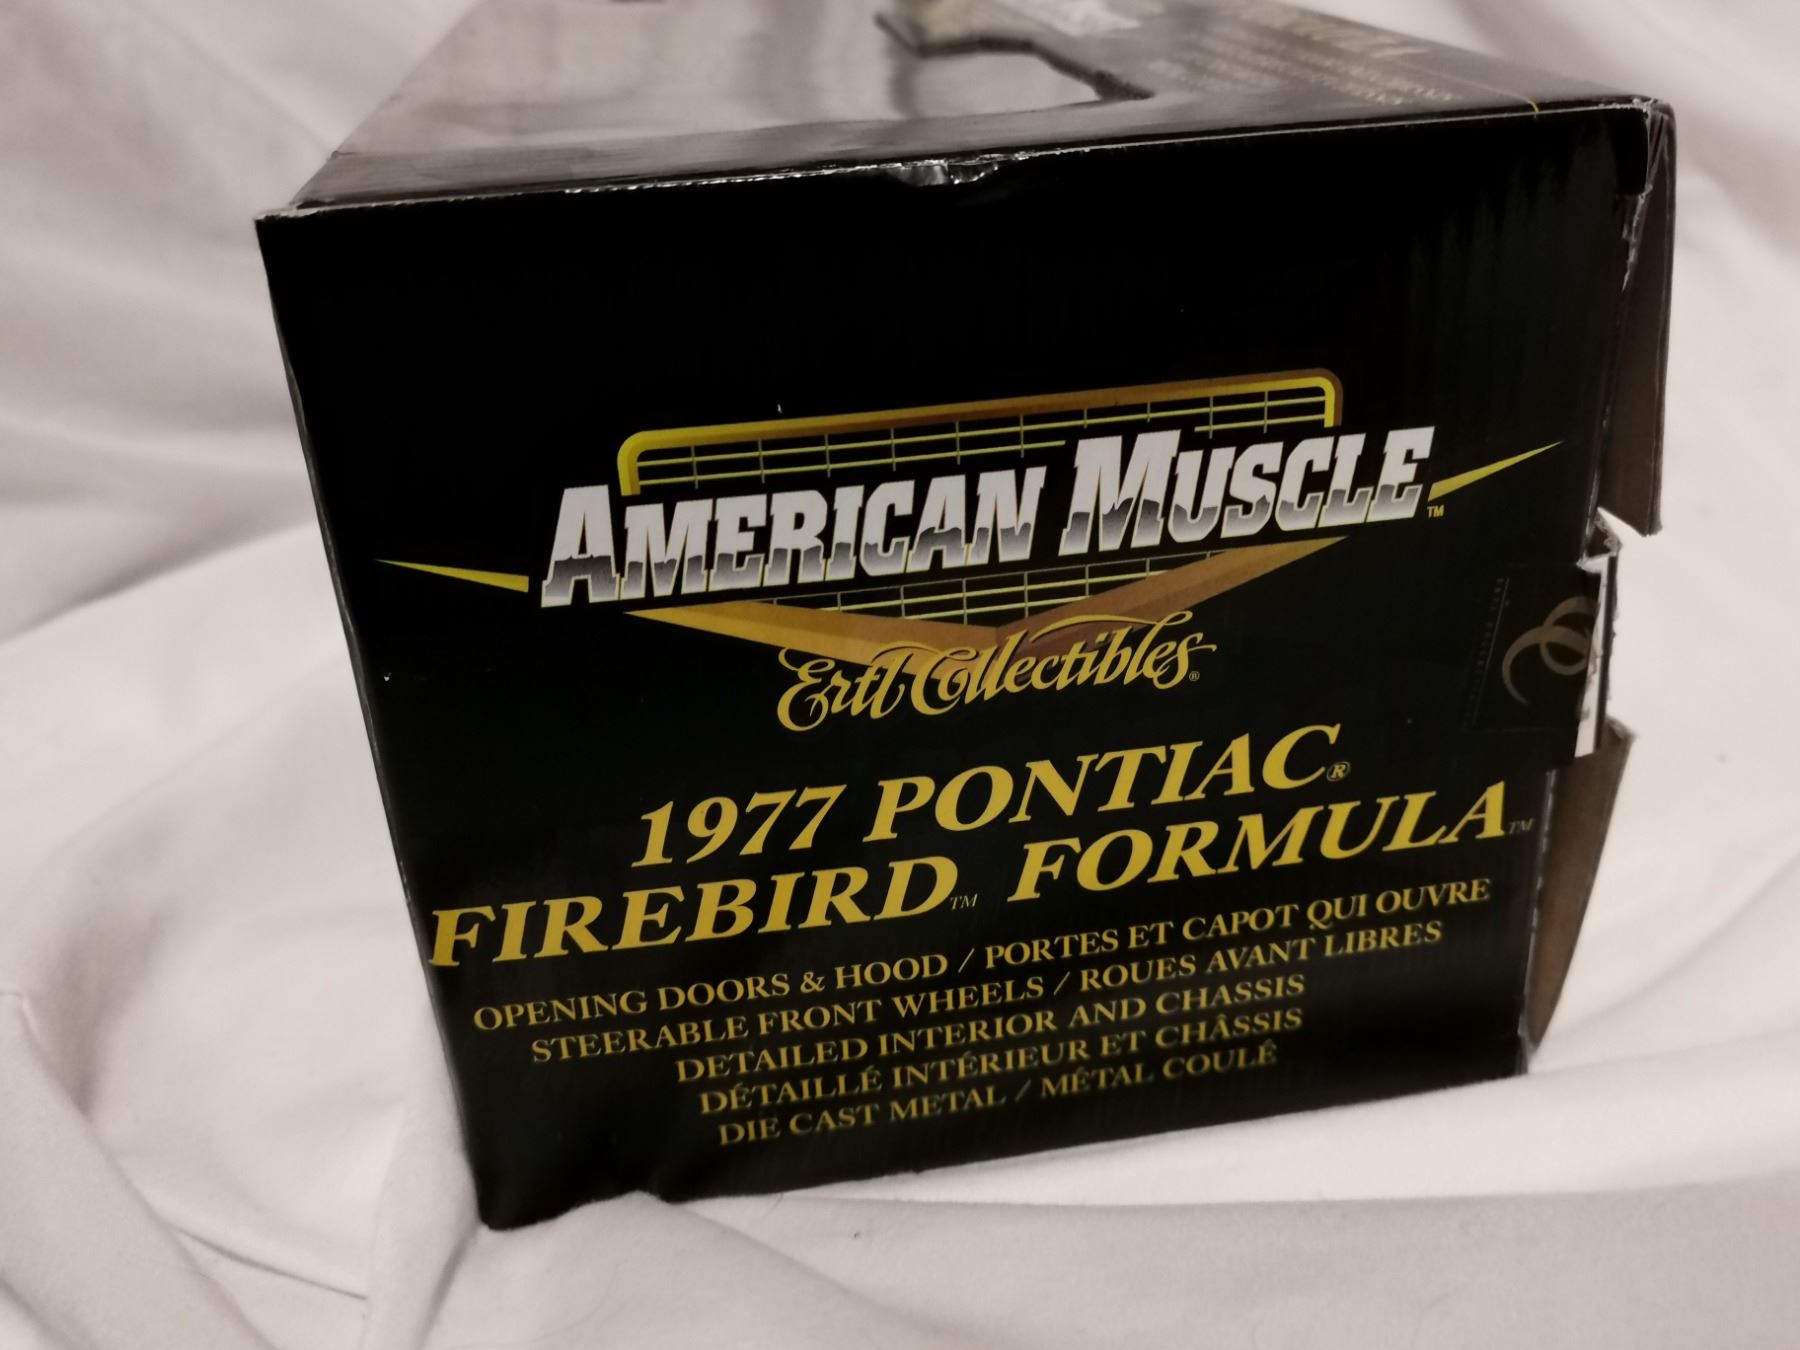 AMERICAN MUSCLE™
Ertl Collectibles®
1977 PONTIAC®
FIREBIRD™ FORMULA™
OPENING DOORS & HOOD / PORTES ET CAPOT QUI OUVRE
STEERABLE FRONT WHEELS / ROUES AVANT LIBRES
DETAILED INTERIOR AND CHASSIS
DÉTAILLÉ INTÉRIEUR ET CHÂSSIS
DIE CAST METAL / MÉTAL COULÉ